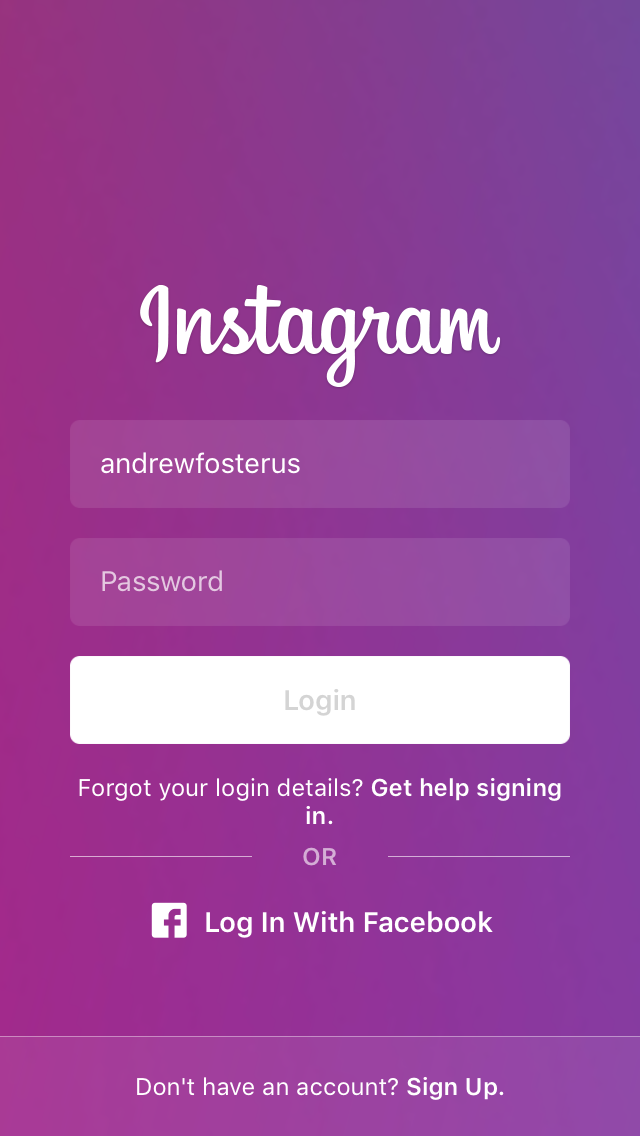 Instagram
andrewfosterus
Password
Login
Forgot your login details? Get help signing
in.
OR
Log In With Facebook
Don't have an account? Sign Up.